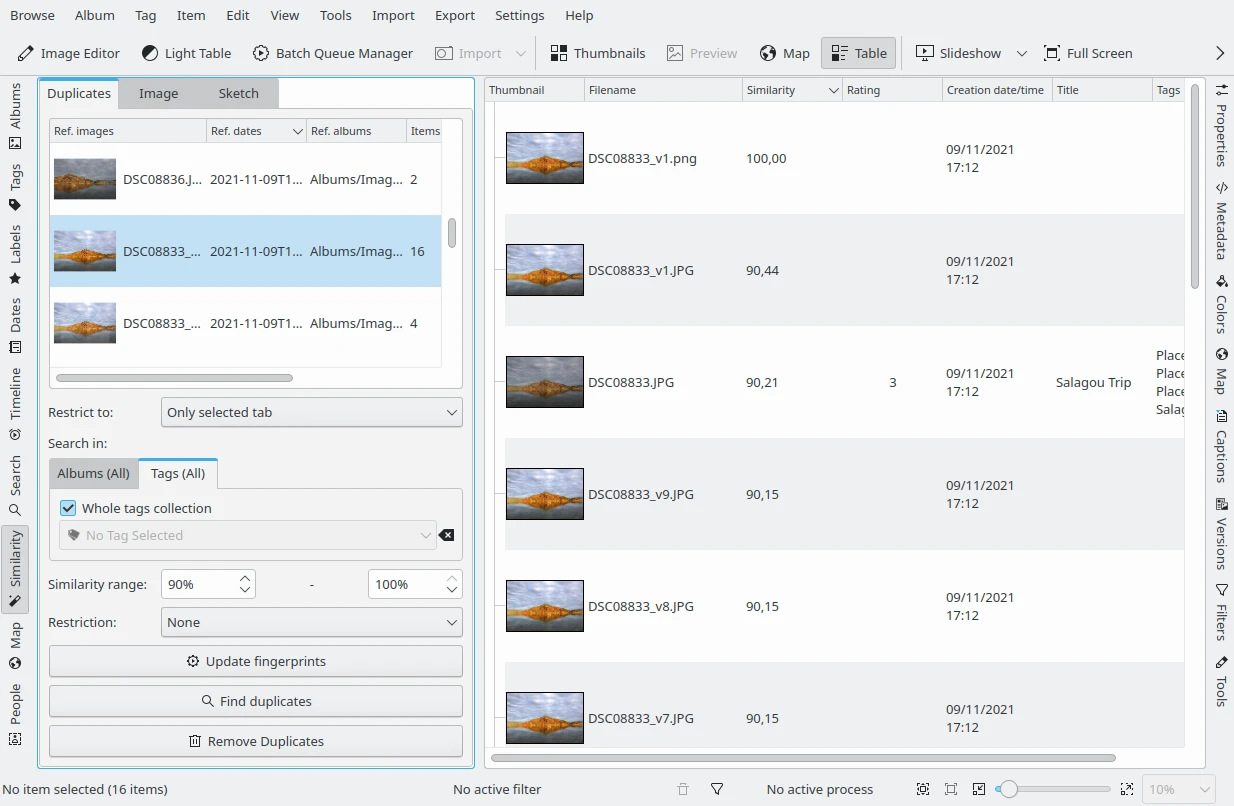 Browse Album Tag Item Edit View Tools Import Export Settings Help
Image Editor Light Table Batch Queue Manager Import Thumbnails Preview Map Table Slideshow Full Screen
Albums
Tags
Labels
Dates
Timeline
Search
Similarity
Map
People
Duplicates Image Sketch
Ref. images Ref. dates Ref. albums Items
DSC08836.J... 2021-11-09T1... Albums/Imag... 2
DSC08833_... 2021-11-09T1... Albums/Imag... 16
DSC08833_... 2021-11-09T1... Albums/Imag... 4
Restrict to: Only selected tab
Search in:
Albums (All) Tags (All)
Whole tags collection
No Tag Selected
Similarity range: 90% - 100%
Restriction: None
Update fingerprints
Find duplicates
Remove Duplicates
Thumbnail Filename Similarity Rating Creation date/time Title Tags
DSC08833_v1.png 100,00 09/11/2021
17:12
DSC08833_v1.JPG 90,44 09/11/2021
17:12
Place
DSC08833.JPG 90,21 3 09/11/2021 Salagou Trip Place
17:12 Place
Salag
DSC08833_v9.JPG 90,15 09/11/2021
17:12
DSC08833_v8.JPG 90,15 09/11/2021
17:12
DSC08833_v7.JPG 90,15 09/11/2021
17:12
Properties
Metadata
Colors
Map
Captions
Versions
Filters
Tools
No item selected (16 items) No active filter No active process 10%